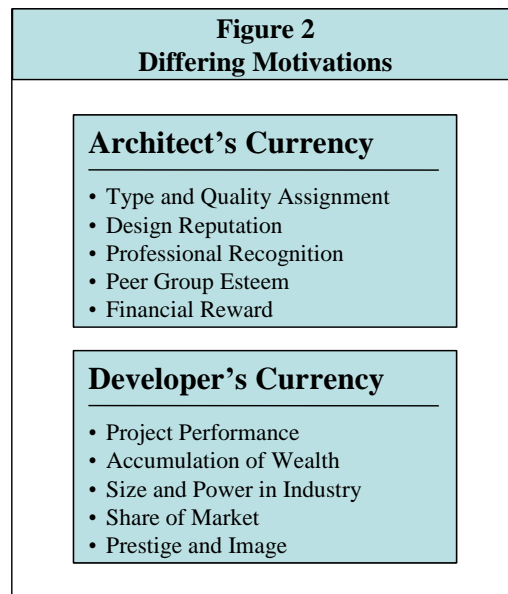 Figure 2
Differing Motivations
Architect’s Currency
• Type and Quality Assignment
• Design Reputation
• Professional Recognition
• Peer Group Esteem
• Financial Reward
Developer’s Currency
• Project Performance
• Accumulation of Wealth
• Size and Power in Industry
• Share of Market
• Prestige and Image